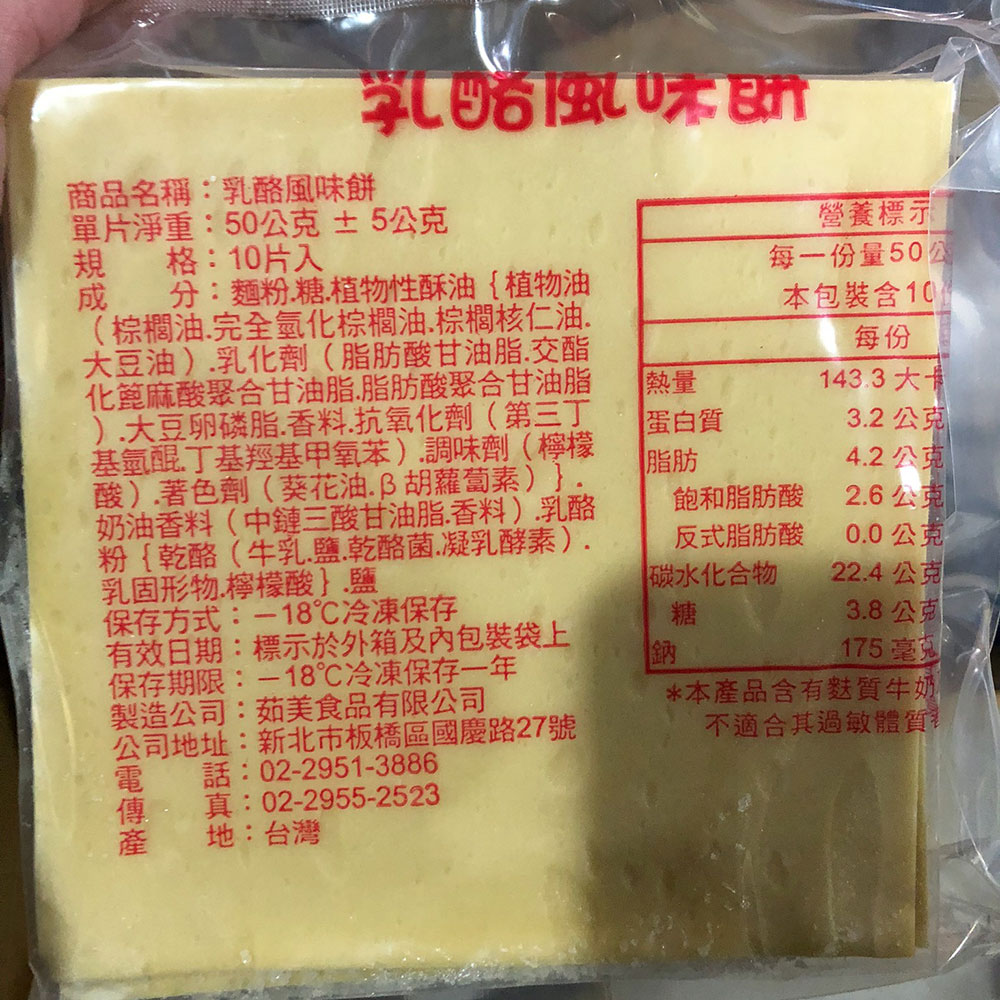 乳酪風味餅
商品名稱：乳酪風味餅
單片淨重：50公克 ± 5公克
規　　格：10片入
成　　分：麵粉.糖.植物性酥油｛植物油
（棕櫚油.完全氫化棕櫚油.棕櫚核仁油.
大豆油）.乳化劑（脂肪酸甘油脂.交酯
化篦麻酸聚合甘油脂.脂肪酸聚合甘油脂
）.大豆卵磷脂.香料.抗氧化劑（第三丁
基氫醌.丁基羥基甲氧苯）.調味劑（檸檬
酸）.著色劑（葵花油.β胡蘿蔔素）｝.
奶油香料（中鏈三酸甘油脂.香料）.乳酪
粉｛乾酪（牛乳.鹽.乾酪菌.凝乳酵素）.
乳固形物.檸檬酸｝.鹽
保存方式：－18℃冷凍保存
有效日期：標示於外箱及內包裝袋上
保存期限：－18℃冷凍保存一年
製造公司：茹美食品有限公司
公司地址：新北市板橋區國慶路27號
電　　話：02-2951-3886
傳　　真：02-2955-2523
產　　地：台灣
營養標示
每一份量50公
本包裝含10
每份
熱量 143.3 大卡
蛋白質 3.2 公克
脂肪 4.2 公克
飽和脂肪酸 2.6 公克
反式脂肪酸 0.0 公克
碳水化合物 22.4 公克
糖 3.8 公克
鈉 175 毫克
＊本產品含有麩質牛奶
不適合其過敏體質